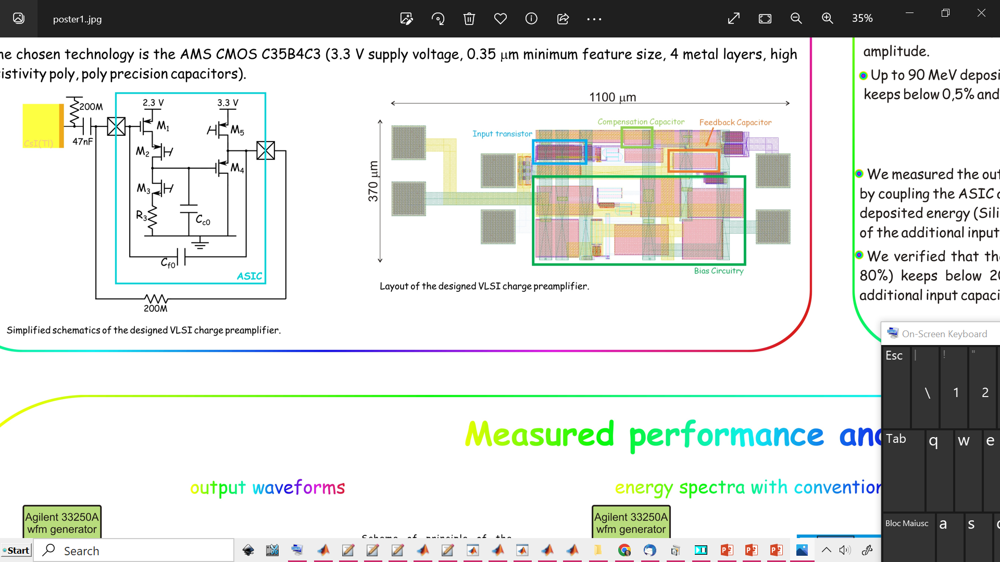 poster1..jpg
35%
he chosen technology is the AMS CMOS C35B4C3 (3.3 V supply voltage, 0.35 µm minimum feature size, 4 metal layers, high
istivity poly, poly precision capacitors).
200M
2.3 V
3.3 V
M1
M5
CsI(Tl)
47nF
M2
M4
M3
R3
Cc0
Cf0
ASIC
200M
Simplified schematics of the designed VLSI charge preamplifier.
1100 µm
370 µm
Compensation Capacitor
Feedback Capacitor
Input transistor
Bias Circuitry
Layout of the designed VLSI charge preamplifier.
amplitude.
Up to 90 MeV deposi
keeps below 0,5% and
We measured the out
by coupling the ASIC
deposited energy (Sili
of the additional input
We verified that the
80%) keeps below 20
additional input capaci
Measured performance and
output waveforms
energy spectra with convention
Agilent 33250A
wfm generator
Agilent 33250A
wfm generator
Scheme of principle of the
On-Screen Keyboard
Esc
|
!
"
\
1
2
Tab
q
w
e
Bloc Maiusc
a
s
Start
Search